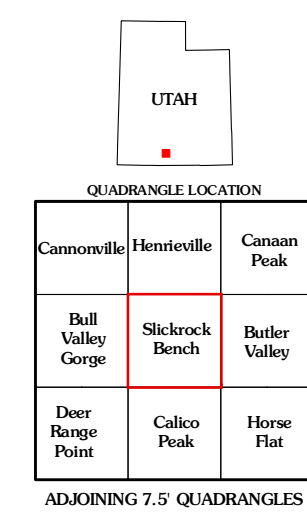 UTAH
QUADRANGLE LOCATION
Cannonville Henrieville Canaan
Peak
Bull
Valley
Gorge
Slickrock
Bench
Butler
Valley
Deer
Range
Point
Calico
Peak
Horse
Flat
ADJOINING 7.5' QUADRANGLES